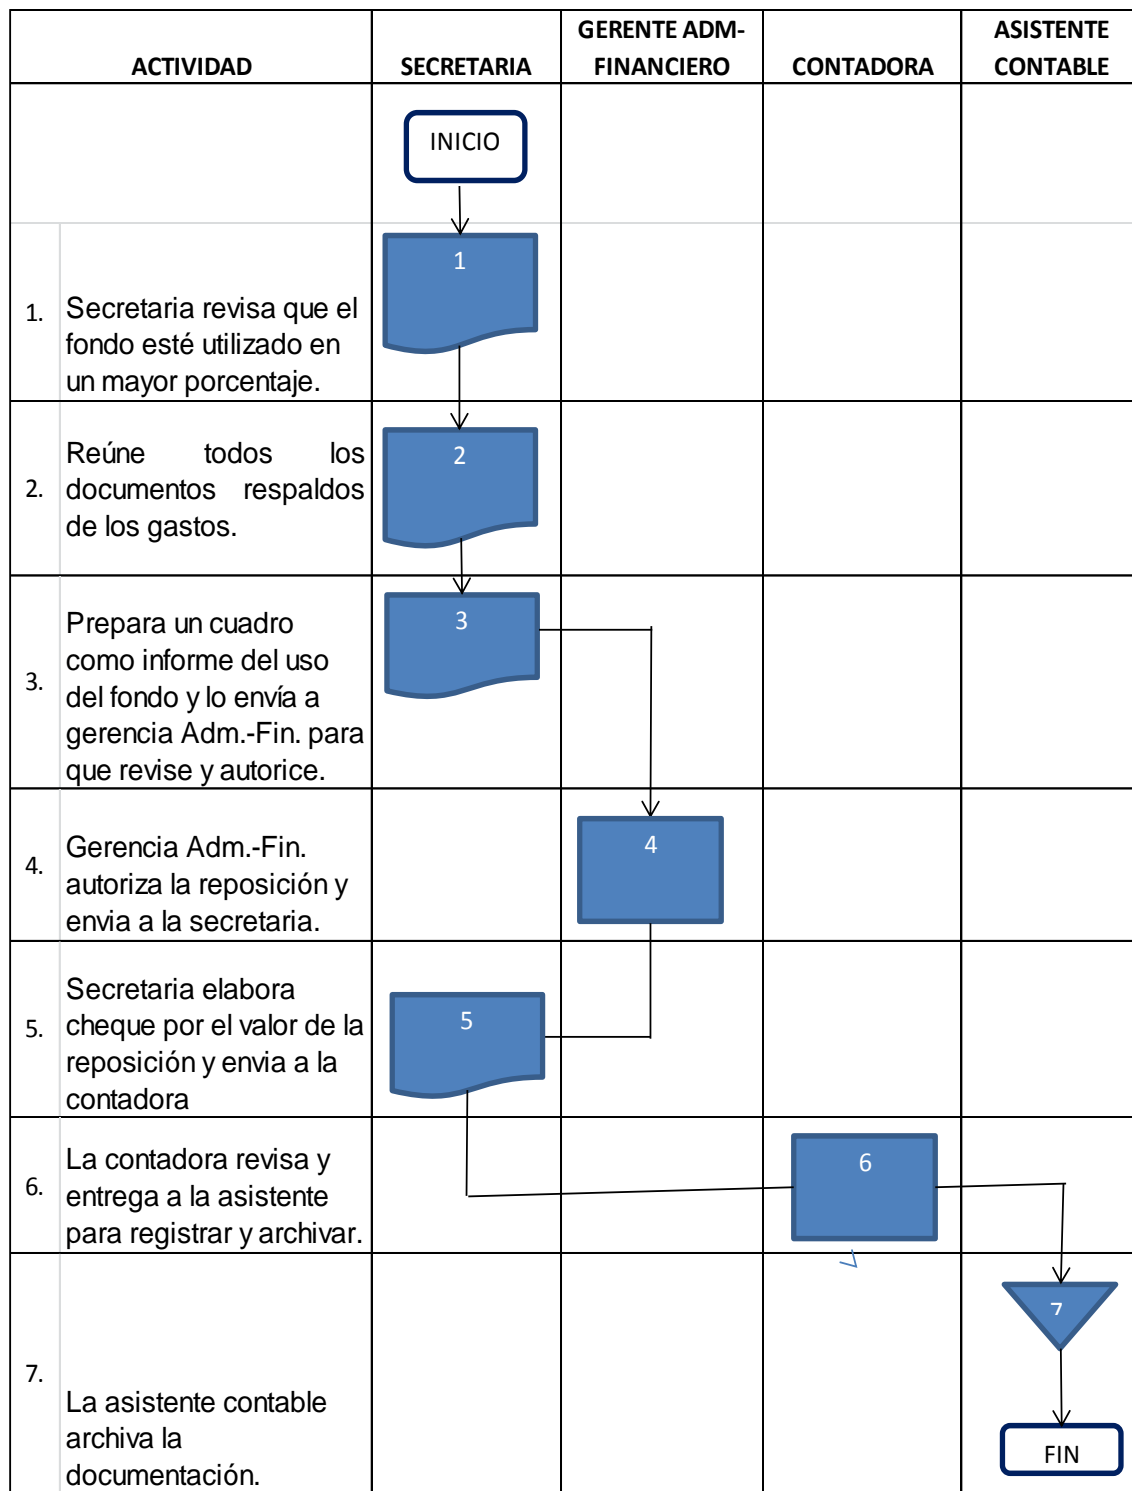 ACTIVIDAD
SECRETARIA
GERENTE ADM-
FINANCIERO
CONTADORA
ASISTENTE
CONTABLE
INICIO
1.
Secretaria revisa que el
fondo esté utilizado en
un mayor porcentaje.
1
2.
Reúne todos los
documentos respaldos
de los gastos.
2
3.
Prepara un cuadro
como informe del uso
del fondo y lo envía a
gerencia Adm.-Fin. para
que revise y autorice.
3
4.
Gerencia Adm.-Fin.
autoriza la reposición y
envia a la secretaria.
4
5.
Secretaria elabora
cheque por el valor de la
reposición y envia a la
contadora
5
6.
La contadora revisa y
entrega a la asistente
para registrar y archivar.
6
7.
La asistente contable
archiva la
documentación.
7
FIN